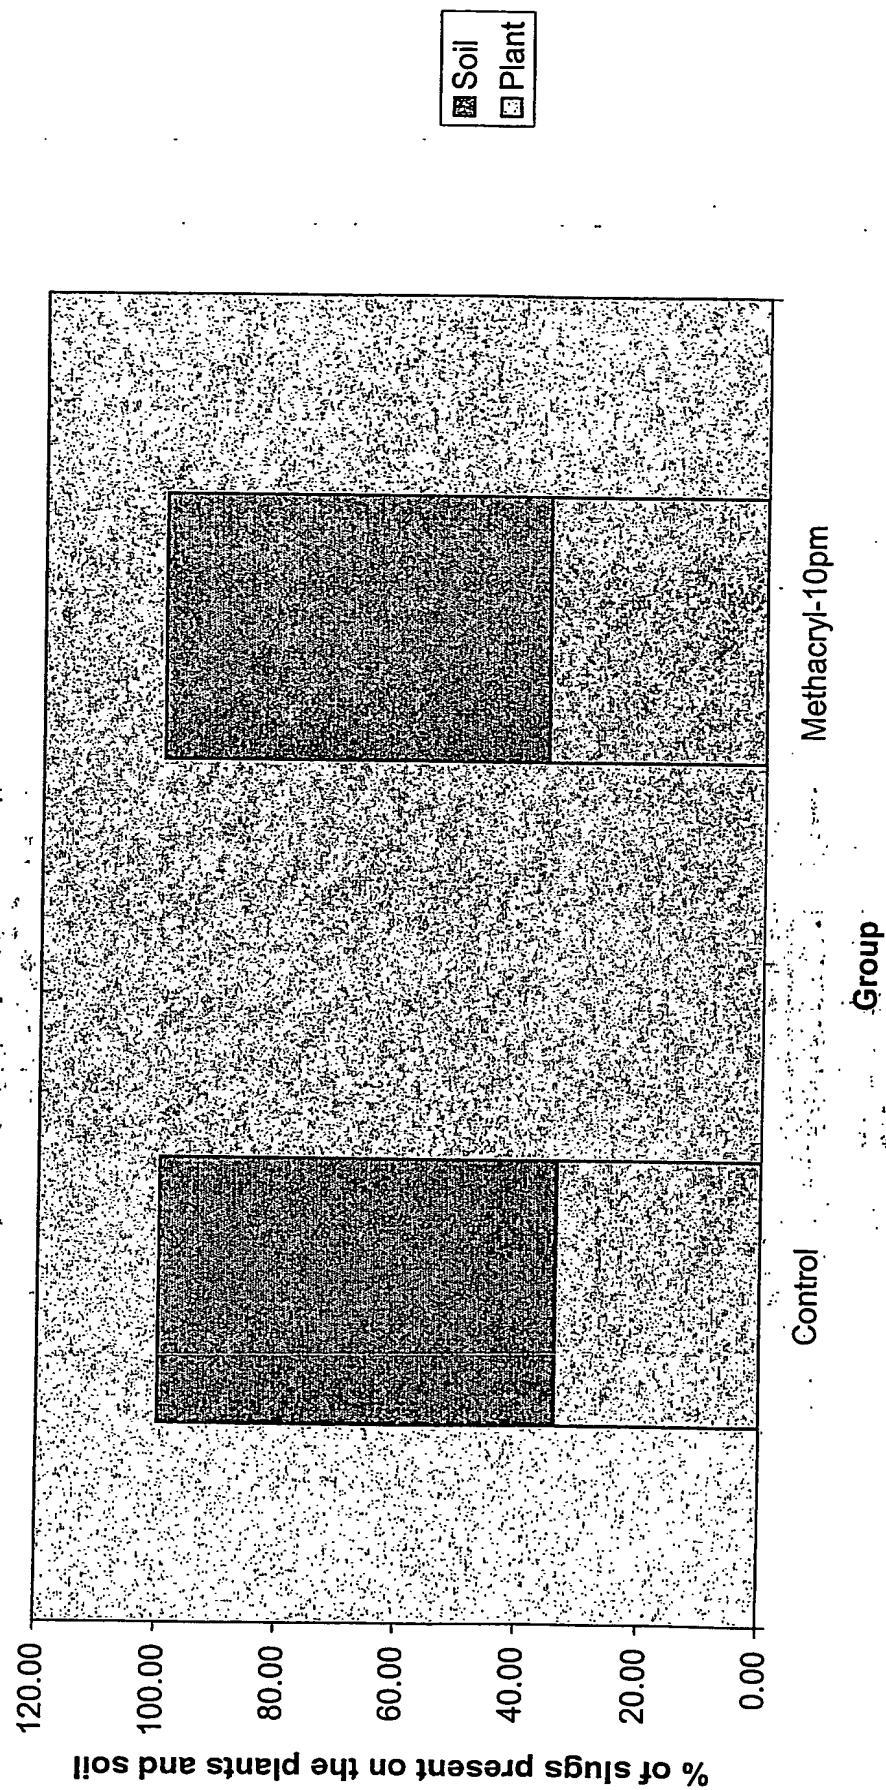 Soil
Plant
120.00
100.00
80.00
60.00
40.00
20.00
0.00
% of slugs present on the plants and soil
Control
Methacryl-10pm
Group